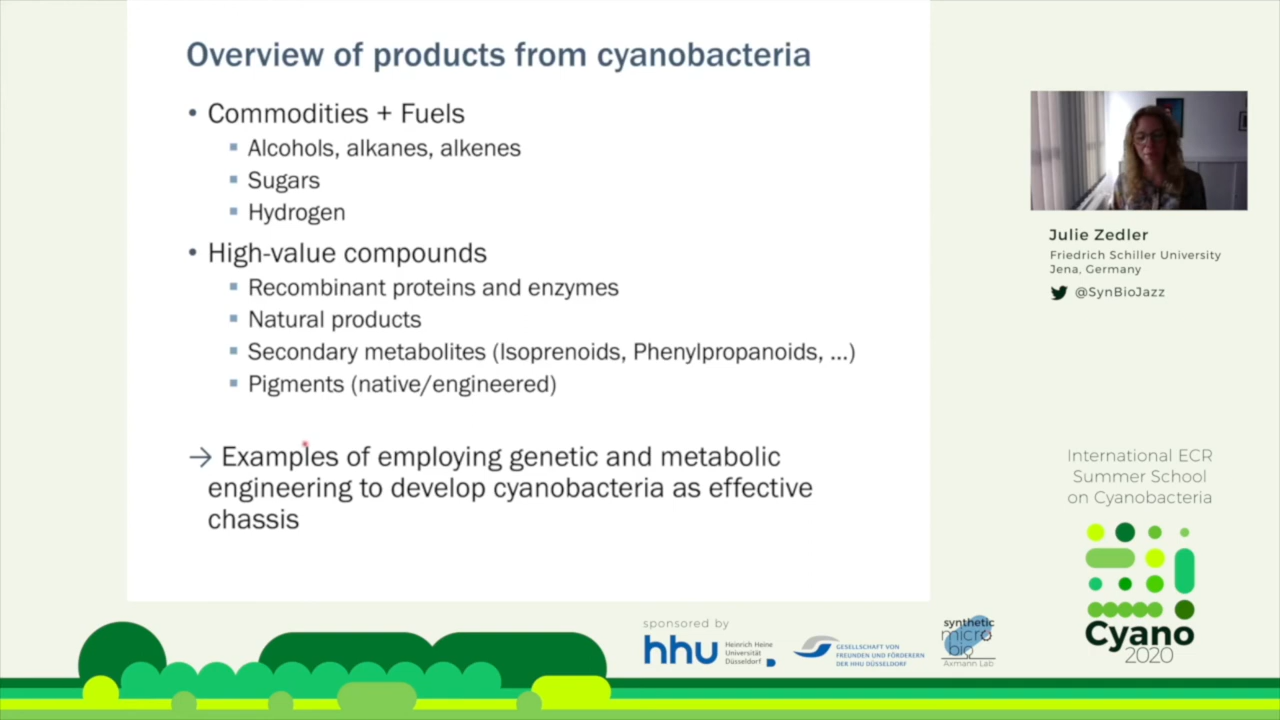 Overview of products from cyanobacteria
• Commodities + Fuels
▪ Alcohols, alkanes, alkenes
▪ Sugars
▪ Hydrogen
• High-value compounds
▪ Recombinant proteins and enzymes
▪ Natural products
▪ Secondary metabolites (Isoprenoids, Phenylpropanoids, ...)
▪ Pigments (native/engineered)
→ Examples of employing genetic and metabolic
engineering to develop cyanobacteria as effective
chassis
Julie Zedler
Friedrich Schiller University
Jena, Germany
@SynBioJazz
International ECR
Summer School
on Cyanobacteria
Cyano
2020
sponsored by
hhu
Heinrich Heine
Universität
Düsseldorf
GESELLSCHAFT VON
FREUNDEN UND FÖRDERERN
DER HHU DÜSSELDORF
synthetic
micro
bio
Axmann Lab